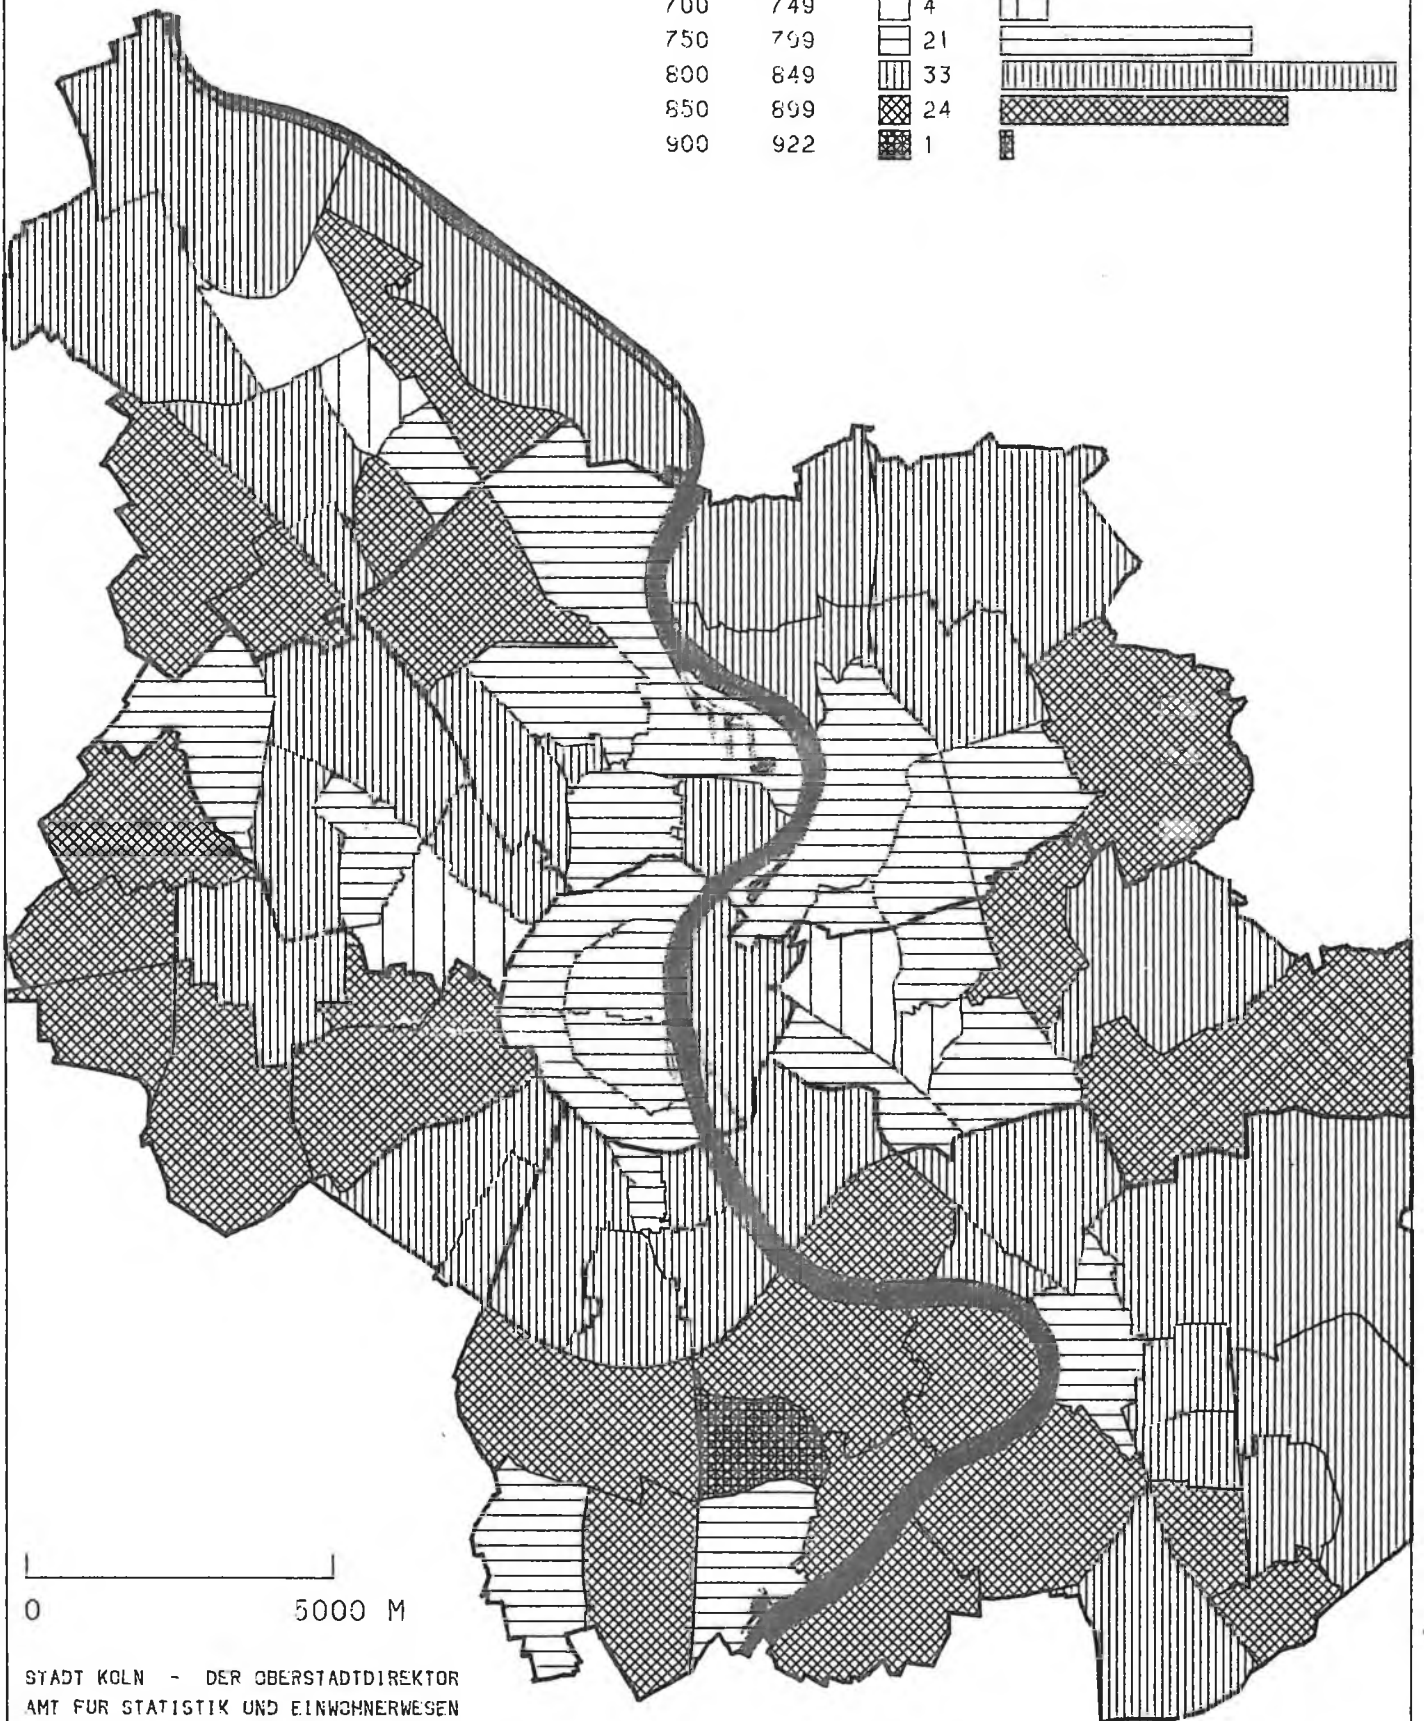 700 749 4
750 799 21
800 849 33
850 899 24
900 922 1
0 5000 M
STADT KOLN - DER OBERSTADTDIREKTOR
AMT FUR STATISTIK UND EINWOHNERWESEN